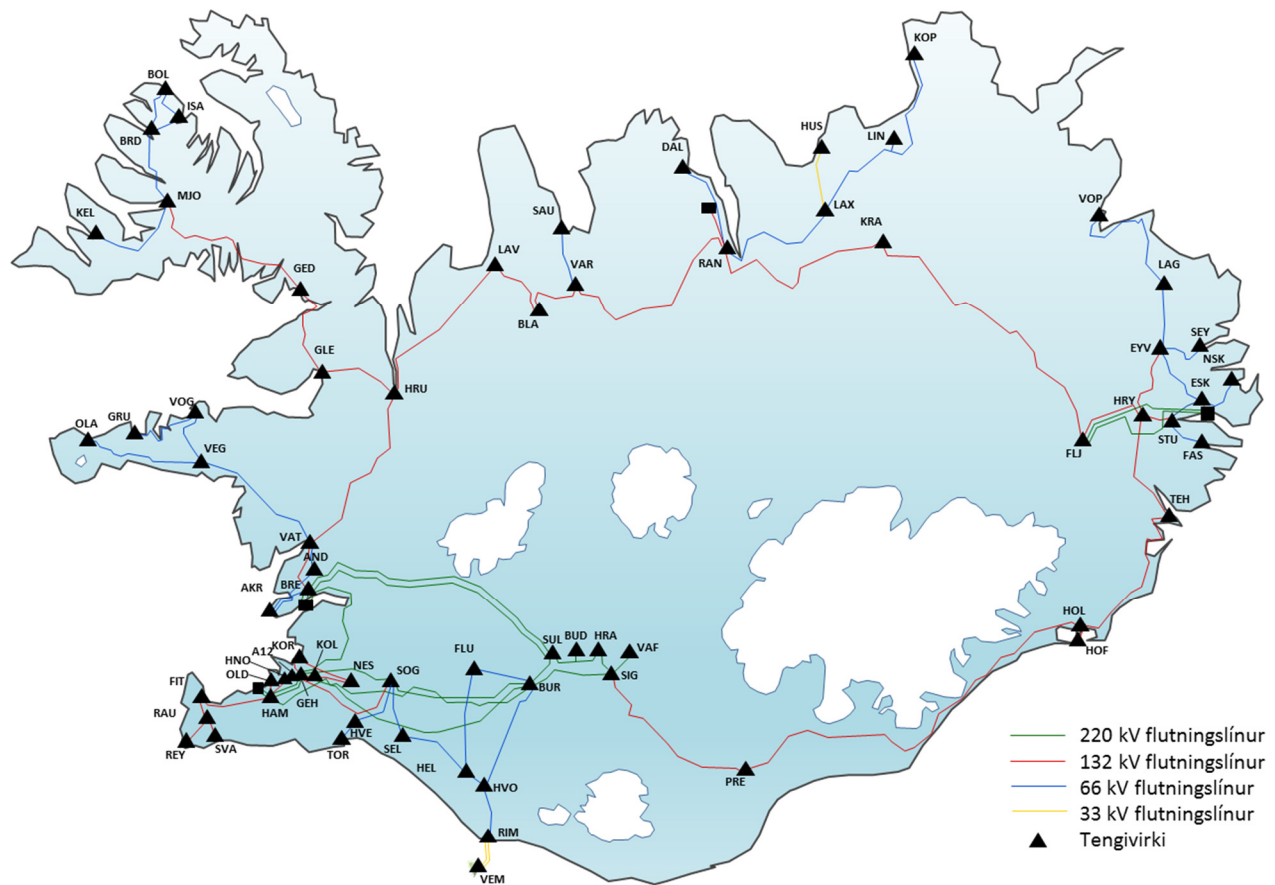 KOP
BOL
ISA
BRD
HUS
LIN
DAL
MJO
KEL
SAU
LAX
VOP
KRA
LAV
RAN
VAR
GED
LAG
BLA
SEY
EYV
NSK
GLE
HRU
ESK
VOG
HRY
GRU
OLA
STU
VEG
FLJ
FAS
TEH
VAT
AND
AKR
BRE
HOL
KOR
KOL
SUL
BUD
HRA
VAF
A12
FLU
HOF
HNO
NES
SOG
OLD
SIG
FIT
GEH
BUR
RAU
HAM
HVE
220 kV flutningslínur
REY
SVA
TOR
SEL
132 kV flutningslínur
HEL
HVO
PRE
66 kV flutningslínur
33 kV flutningslínur
RIM
Tengivirki
VEM